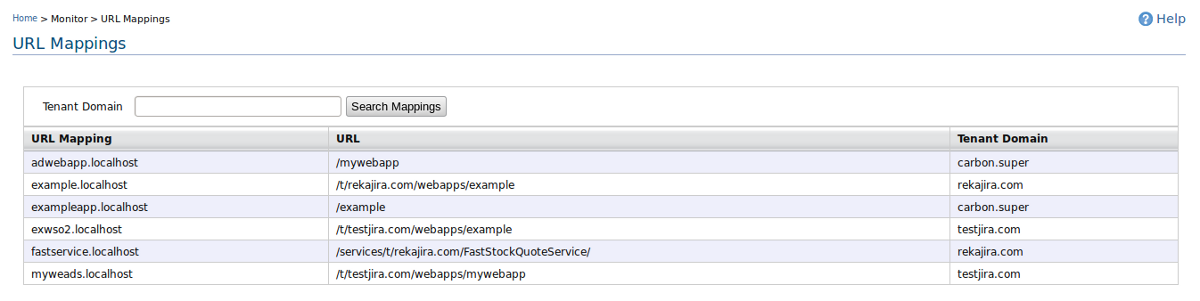 Home > Monitor > URL Mappings
Help
URL Mappings
Tenant Domain Search Mappings
URL Mapping URL Tenant Domain
adwebapp.localhost /mywebapp carbon.super
example.localhost /t/rekajira.com/webapps/example rekajira.com
exampleapp.localhost /example carbon.super
exwso2.localhost /t/testjira.com/webapps/example testjira.com
fastservice.localhost /services/t/rekajira.com/FastStockQuoteService/ rekajira.com
myweads.localhost /t/testjira.com/webapps/mywebapp testjira.com